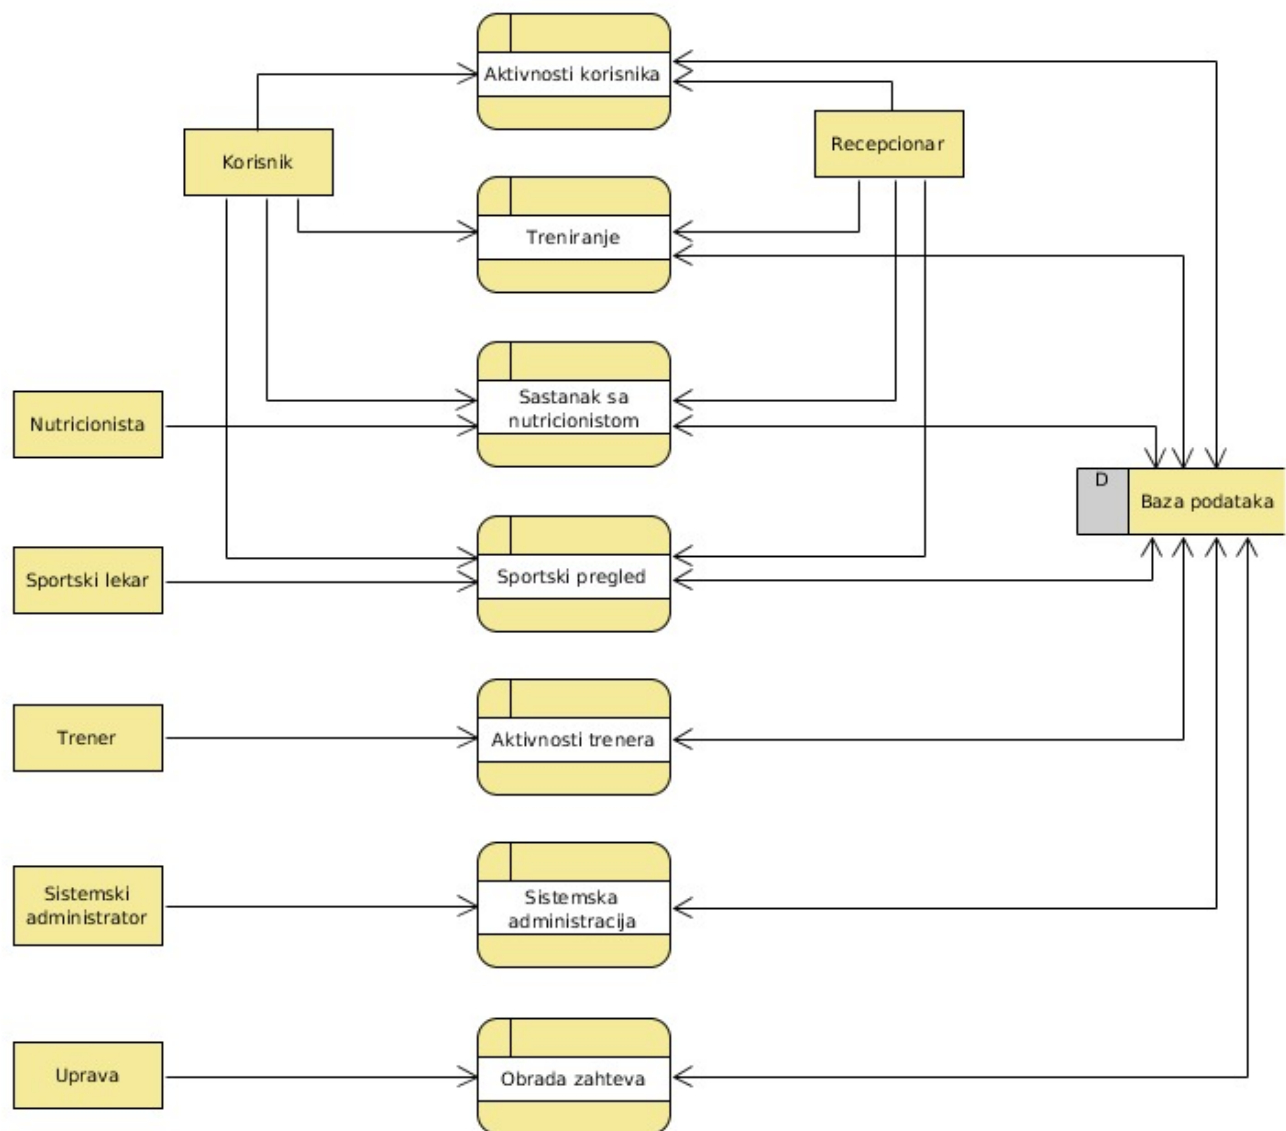 Aktivnosti korisnika
Korisnik
Recepcionar
Treniranje
Sastanak sa
nutricionistom
Nutricionista
D
Baza podataka
Sportski lekar
Sportski pregled
Trener
Aktivnosti trenera
Sistemski
administrator
Sistemska
administracija
Uprava
Obrada zahteva